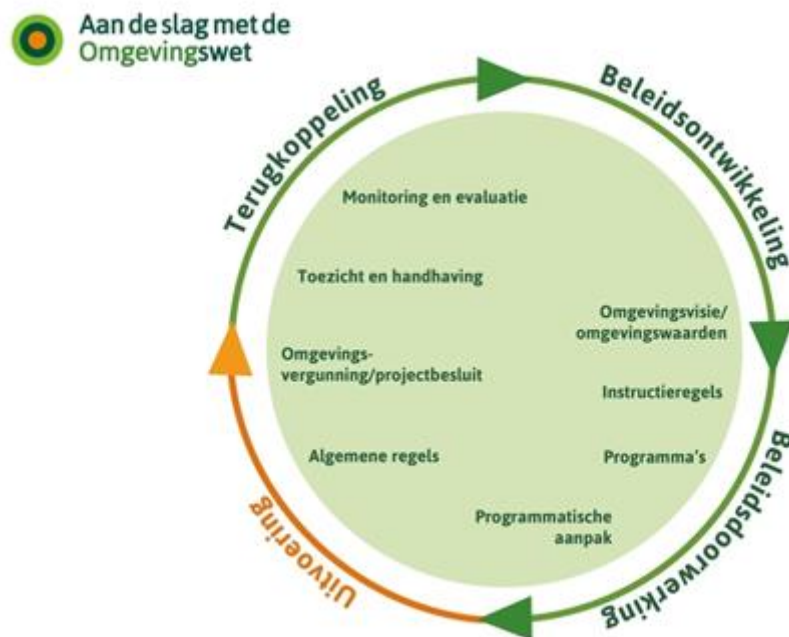 Aan de slag met de
Omgevingswet
Terugkoppeling
Beleidsontwikkeling
Monitoring en evaluatie
Toezicht en handhaving
Omgevingsvisie/
omgevingswaarden
Omgevings-
vergunning/projectbesluit
Instructieregels
Algemene regels
Programma's
Programmatische
aanpak
Uitvoering
Beleidsdoorwerking